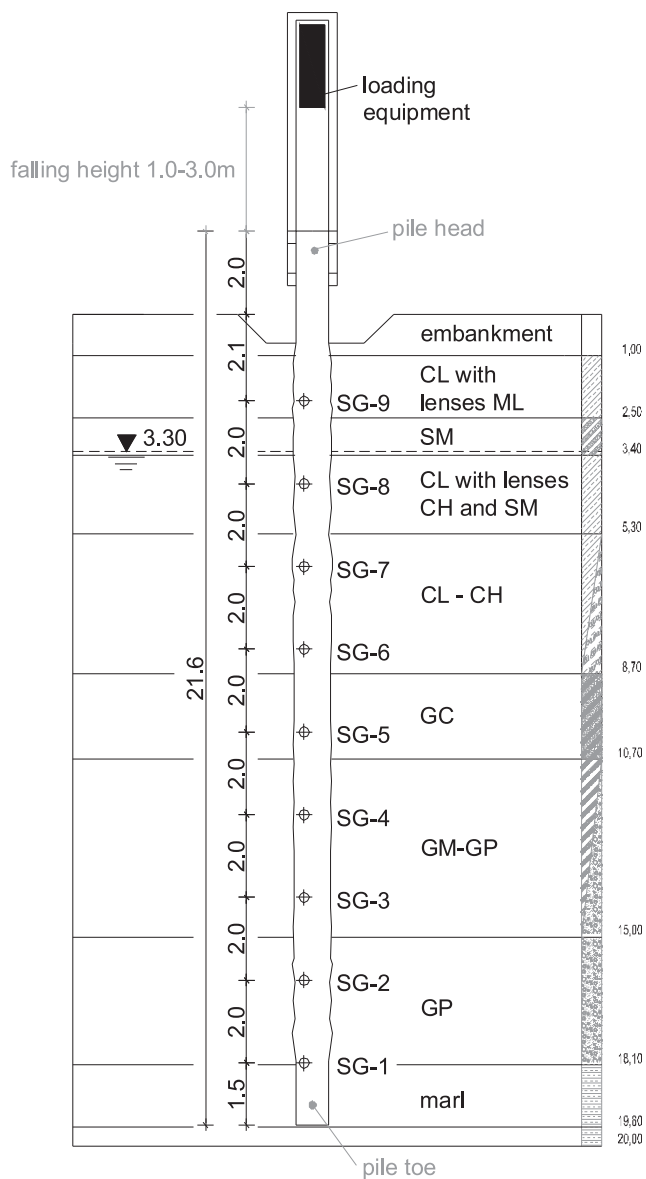 loading
equipment
falling height 1.0-3.0m
pile head
2.0
embankment
2.1
1,00
CL with
lenses ML
SG-9
2,50
SM
3.30
2.0
3,40
CL with lenses
CH and SM
SG-8
2.0
5,30
SG-7
CL - CH
2.0
SG-6
8,70
21.6
2.0
GC
SG-5
10,70
2.0
SG-4
GM-GP
2.0
SG-3
15,00
2.0
SG-2
GP
2.0
SG-1
18,10
1.5
marl
19,60
20,00
pile toe